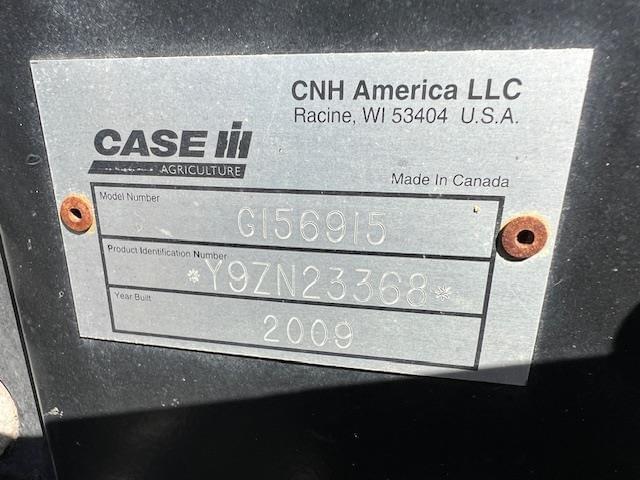 CNH America LLC
Racine, WI 53404 U.S.A.
CASE IH
AGRICULTURE
Made In Canada
Model Number
G156915
Product Identification Number
*Y9ZN23368*
Year Built
2009